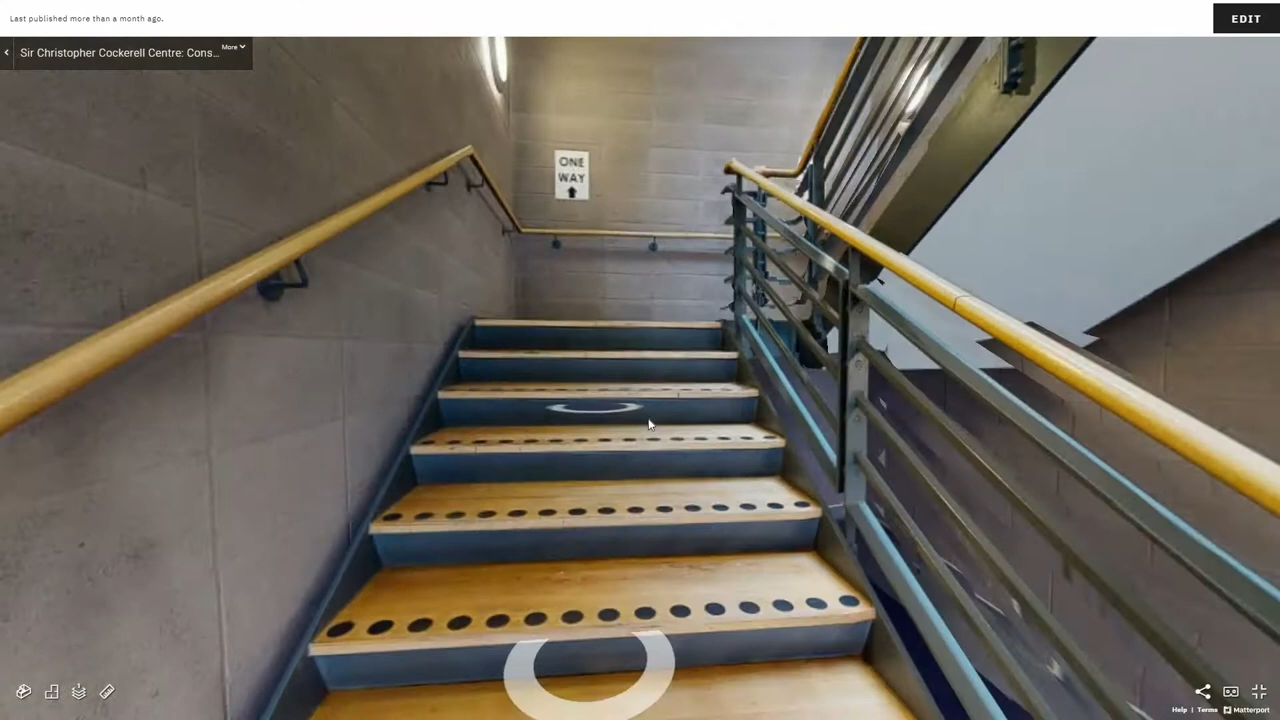 Last published more than a month ago.
EDIT
Sir Christopher Cockerell Centre: Cons...
More
ONE
WAY
Help | Terms
Matterport